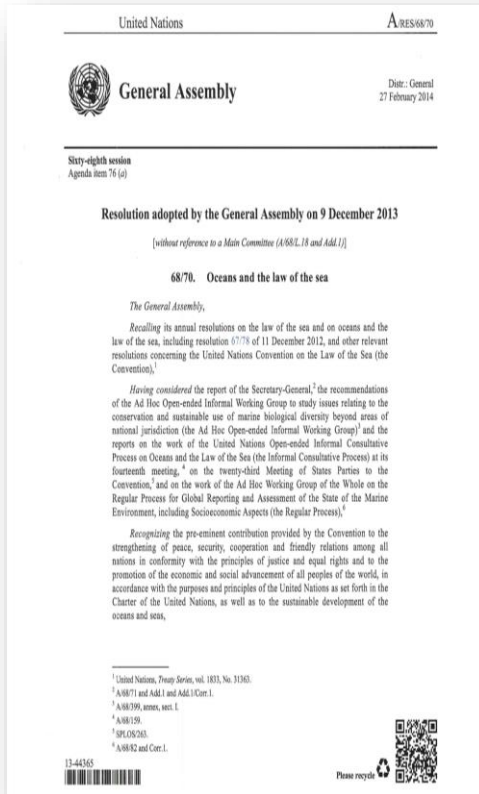 United Nations A/RES/68/70
General Assembly
Distr.: General
27 February 2014
Sixty-eighth session
Agenda item 76 (a)
Resolution adopted by the General Assembly on 9 December 2013
[without reference to a Main Committee (A/68/L.18 and Add.1)]
68/70. Oceans and the law of the sea
The General Assembly,
Recalling its annual resolutions on the law of the sea and on oceans and the
law of the sea, including resolution 67/78 of 11 December 2012, and other relevant
resolutions concerning the United Nations Convention on the Law of the Sea (the
Convention),¹
Having considered the report of the Secretary-General,² the recommendations
of the Ad Hoc Open-ended Informal Working Group to study issues relating to the
conservation and sustainable use of marine biological diversity beyond areas of
national jurisdiction (the Ad Hoc Open-ended Informal Working Group)³ and the
reports on the work of the United Nations Open-ended Informal Consultative
Process on Oceans and the Law of the Sea (the Informal Consultative Process) at its
fourteenth meeting, ⁴ on the twenty-third Meeting of States Parties to the
Convention,⁵ and on the work of the Ad Hoc Working Group of the Whole on the
Regular Process for Global Reporting and Assessment of the State of the Marine
Environment, including Socioeconomic Aspects (the Regular Process),⁶
Recognizing the pre-eminent contribution provided by the Convention to the
strengthening of peace, security, cooperation and friendly relations among all
nations in conformity with the principles of justice and equal rights and to the
promotion of the economic and social advancement of all peoples of the world, in
accordance with the purposes and principles of the United Nations as set forth in the
Charter of the United Nations, as well as to the sustainable development of the
oceans and seas,
¹ United Nations, Treaty Series, vol. 1833, No. 31363.
² A/68/71 and Add.1 and Add.1/Corr.1.
³ A/68/399, annex, sect. I.
⁴ A/68/159.
⁵ SPLOS/263.
⁶ A/68/82 and Corr.1.
13-44365
Please recycle